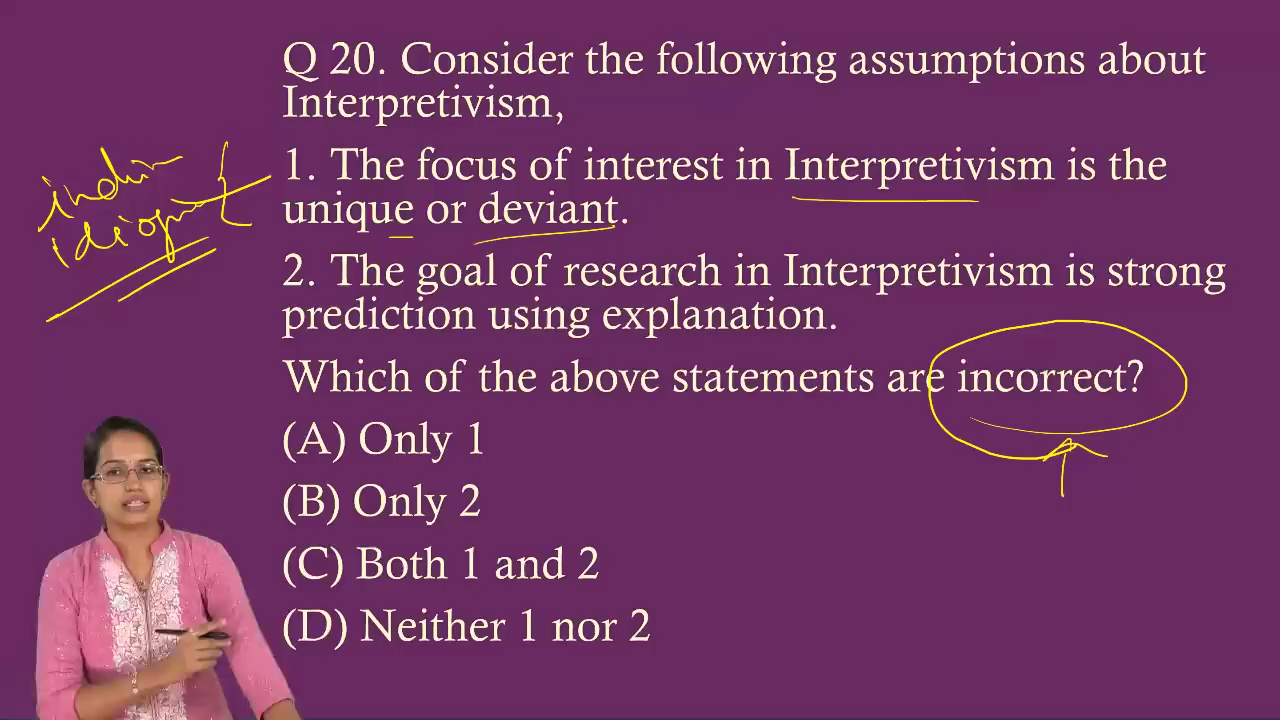 Q 20. Consider the following assumptions about
Interpretivism,
1. The focus of interest in Interpretivism is the
unique or deviant.
2. The goal of research in Interpretivism is strong
prediction using explanation.
Which of the above statements are incorrect?
(A) Only 1
(B) Only 2
(C) Both 1 and 2
(D) Neither 1 nor 2